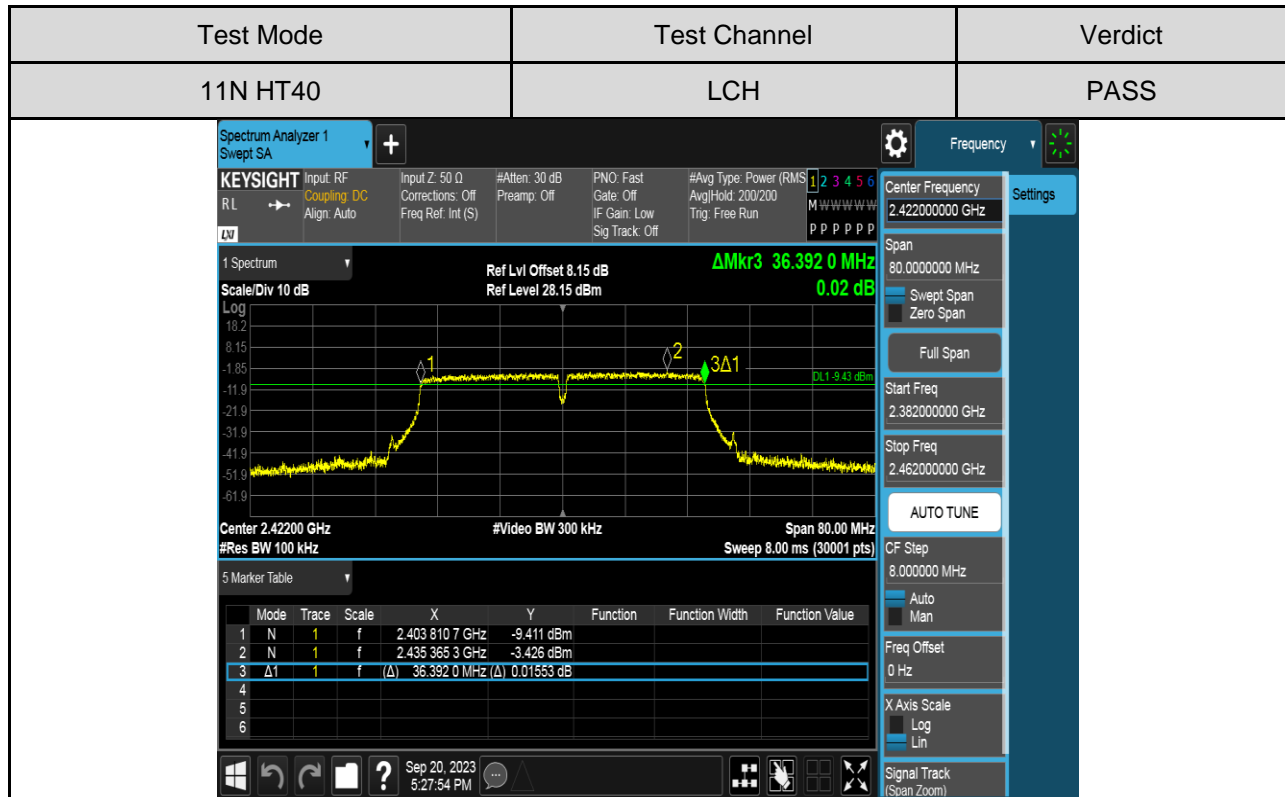 Test Mode Test Channel Verdict
11N HT40 LCH PASS
Spectrum Analyzer 1
Swept SA
+
Frequency
KEYSIGHT Input: RF Input Z: 50 Ω #Atten: 30 dB PNO: Fast #Avg Type: Power (RMS 1 2 3 4 5 6
RL Coupling: DC Corrections: Off Preamp: Off Gate: Off Avg|Hold: 200/200 M W W W W W
Align: Auto Freq Ref: Int (S) IF Gain: Low Trig: Free Run
LXI Sig Track: Off P P P P P P
Center Frequency
2.422000000 GHz
Settings
Span
80.0000000 MHz
Swept Span
Zero Span
Full Span
Start Freq
2.382000000 GHz
Stop Freq
2.462000000 GHz
AUTO TUNE
CF Step
8.000000 MHz
Auto
Man
Freq Offset
0 Hz
X Axis Scale
Log
Lin
Signal Track
(Span Zoom)
1 Spectrum Ref Lvl Offset 8.15 dB ΔMkr3 36.392 0 MHz
Scale/Div 10 dB Ref Level 28.15 dBm 0.02 dB
Log
18.2
8.15
-1.85
-11.9
-21.9
-31.9
-41.9
-51.9
-61.9
1
2
3Δ1
DL1 -9.43 dBm
Center 2.42200 GHz #Video BW 300 kHz Span 80.00 MHz
#Res BW 100 kHz Sweep 8.00 ms (30001 pts)
5 Marker Table
Mode Trace Scale X Y Function Function Width Function Value
1 N 1 f 2.403 810 7 GHz -9.411 dBm
2 N 1 f 2.435 365 3 GHz -3.426 dBm
3 Δ1 1 f (Δ) 36.392 0 MHz (Δ) 0.01553 dB
4
5
6
? Sep 20, 2023
5:27:54 PM